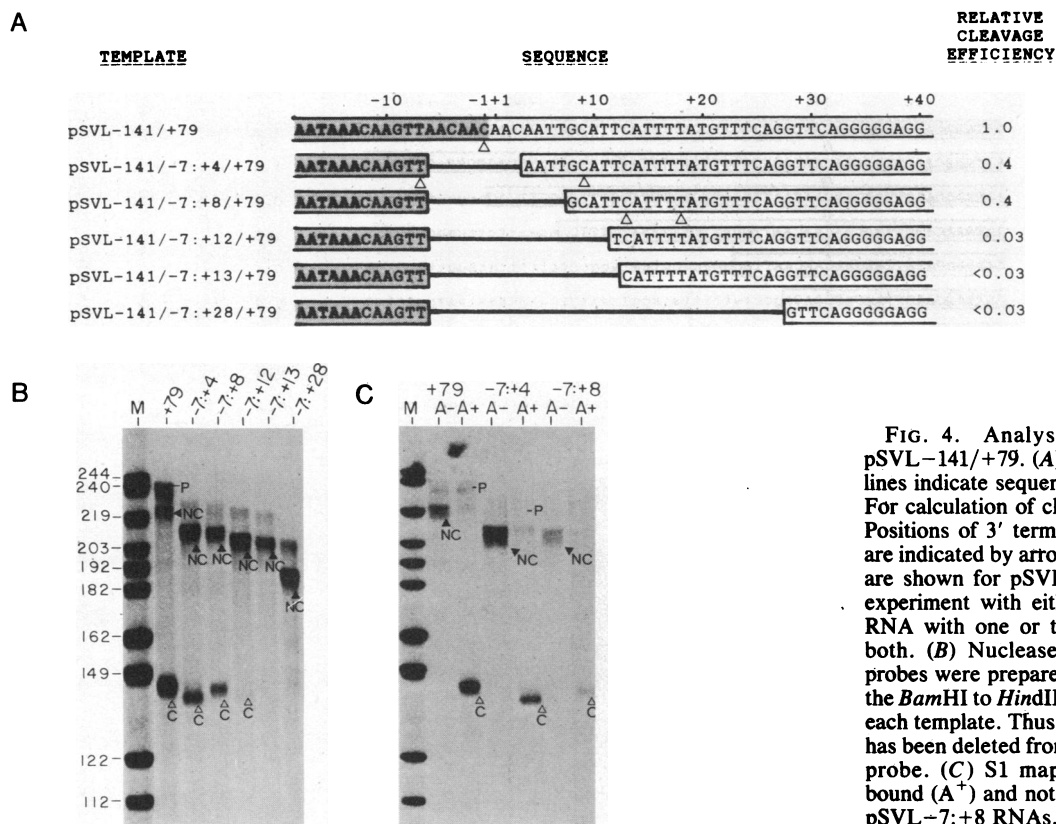 A
TEMPLATE
SEQUENCE
RELATIVE
CLEAVAGE
EFFICIENCY
-10 -1+1 +10 +20 +30 +40
pSVL-141/+79 AATAAACAAGTTAACAACAACAATTGCATTCATTTTATGTTTCAGGTTCAGGGGGAGG 1.0
pSVL-141/-7:+4/+79 AATAAACAAGTT AATTGCATTCATTTTATGTTTCAGGTTCAGGGGGAGG 0.4
pSVL-141/-7:+8/+79 AATAAACAAGTT GCATTCATTTTATGTTTCAGGTTCAGGGGGAGG 0.4
pSVL-141/-7:+12/+79 AATAAACAAGTT TCATTTTATGTTTCAGGTTCAGGGGGAGG 0.03
pSVL-141/-7:+13/+79 AATAAACAAGTT CATTTTATGTTTCAGGTTCAGGGGGAGG <0.03
pSVL-141/-7:+28/+79 AATAAACAAGTT GTTCAGGGGGAGG <0.03
B
M +79 -7:+4 -7:+8 -7:+12 -7:+13 -7:+28
244
240
219
203
192
182
162
149
122
112
-P
NC
NC NC NC NC
NC
C C C C
C
+79 -7:+4 -7:+8
M A- A+ A- A+ A- A+
-P
-P
NC
NC NC
C C C
FIG. 4. Analys
pSVL-141/+79. (A)
lines indicate sequen
For calculation of cl
Positions of 3' term
are indicated by arro
are shown for pSVL
experiment with eith
RNA with one or t
both. (B) Nuclease
probes were prepare
the BamHI to HindII
each template. Thus
has been deleted from
probe. (C) S1 map
bound (A+) and not
pSVL-7:+8 RNAs.